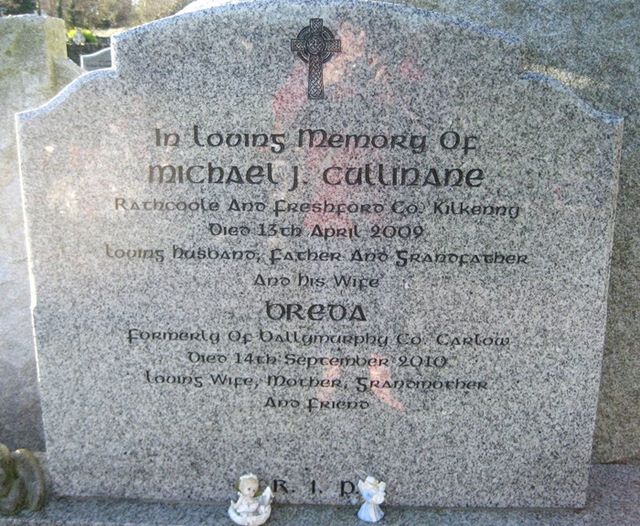 In Loving Memory Of
Michael J. Cullinane
Rathcoole And Freshford Co. Kilkenny
Died 13th April 2009
Loving Husband, Father And Grandfather
And His Wife
Breda
Formerly Of Ballymurphy Co. Carlow
Died 14th September 2010
Loving Wife, Mother, Grandmother
And Friend
R. I. P.